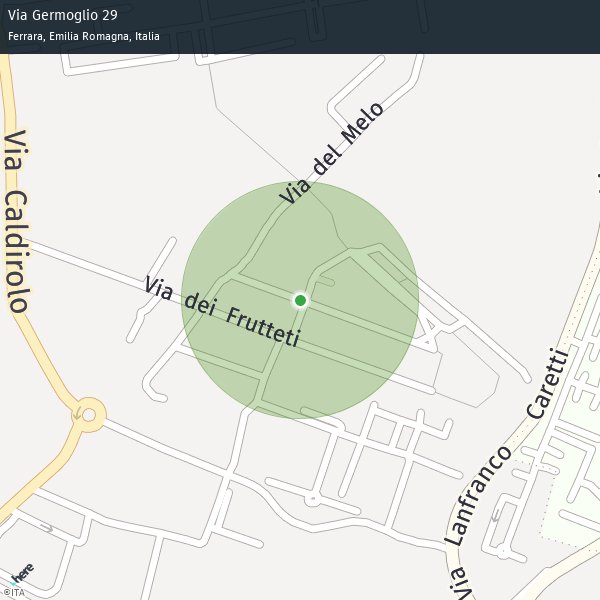 Via Germoglio 29
Ferrara, Emilia Romagna, Italia
Via del Melo
Via Caldirolo
Via dei Frutteti
Via Lanfranco Caretti
here
©ITA